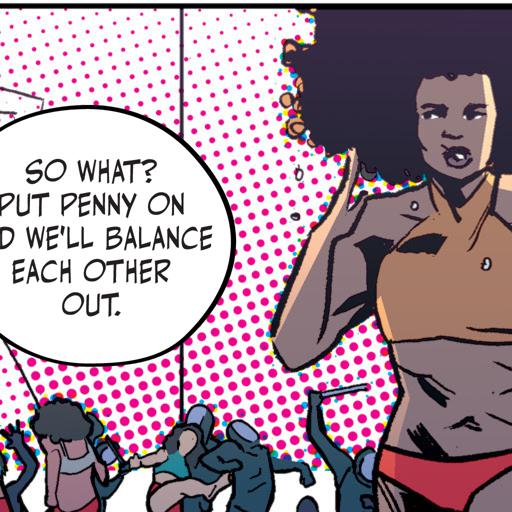 SO WHAT?
PUT PENNY ON
D WE'LL BALANCE
EACH OTHER
OUT.